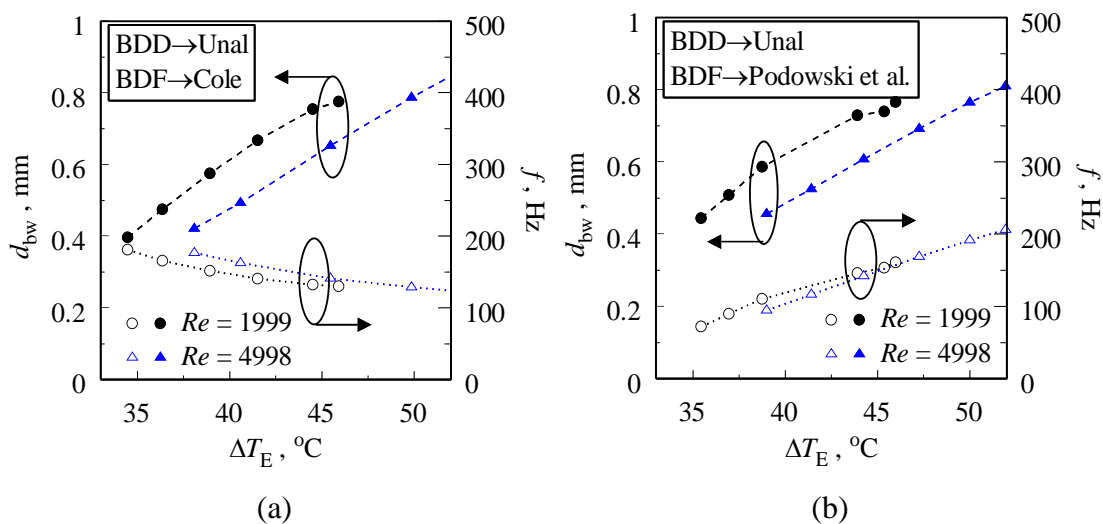 BDD→Unal
BDF→Cole
1
0.8
0.6
0.4
0.2
0
d_bw , mm
500
400
300
200
100
0
f , Hz
Re = 1999
Re = 4998
35 40 45 50
ΔT_E , °C
(a)
BDD→Unal
BDF→Podowski et al.
1
0.8
0.6
0.4
0.2
0
d_bw , mm
500
400
300
200
100
0
f , Hz
Re = 1999
Re = 4998
35 40 45 50
ΔT_E , °C
(b)